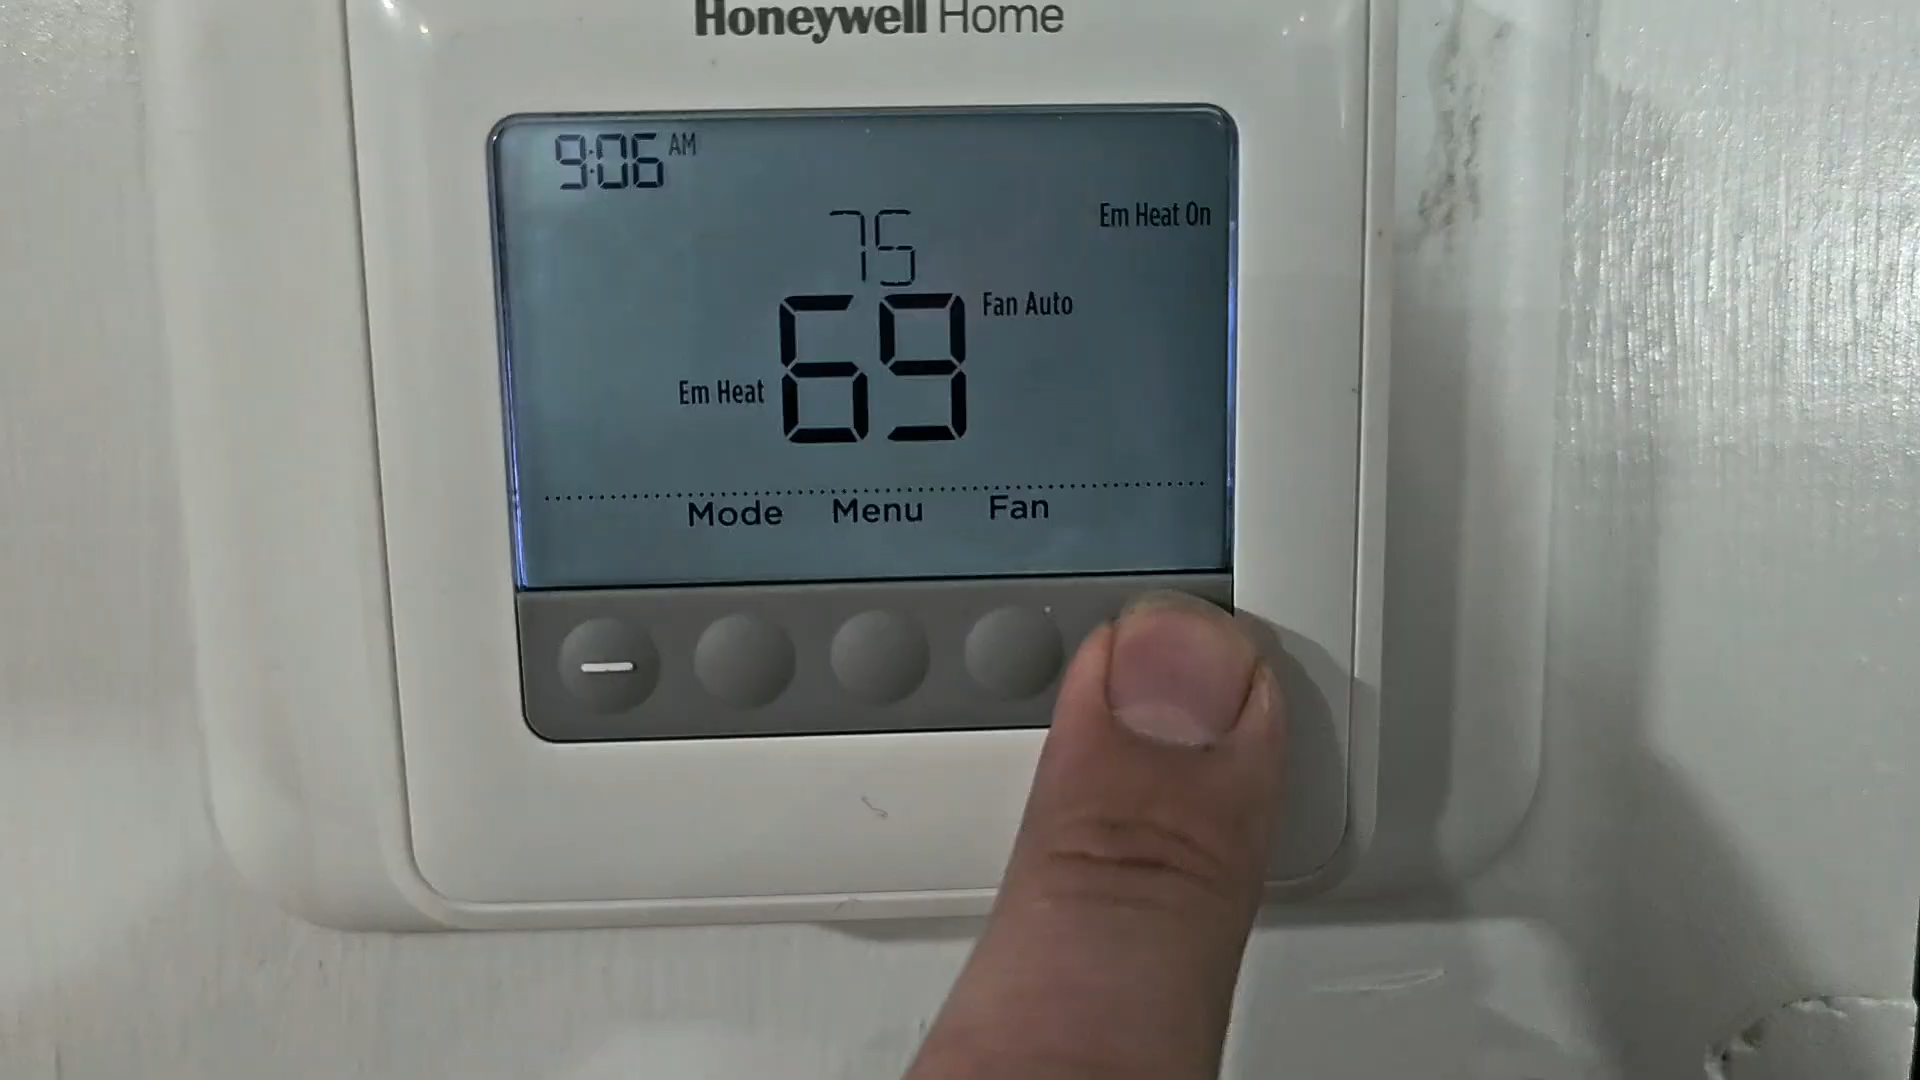 Honeywell Home
9:06 AM
Em Heat On
75
Fan Auto
Em Heat 69
Mode Menu Fan